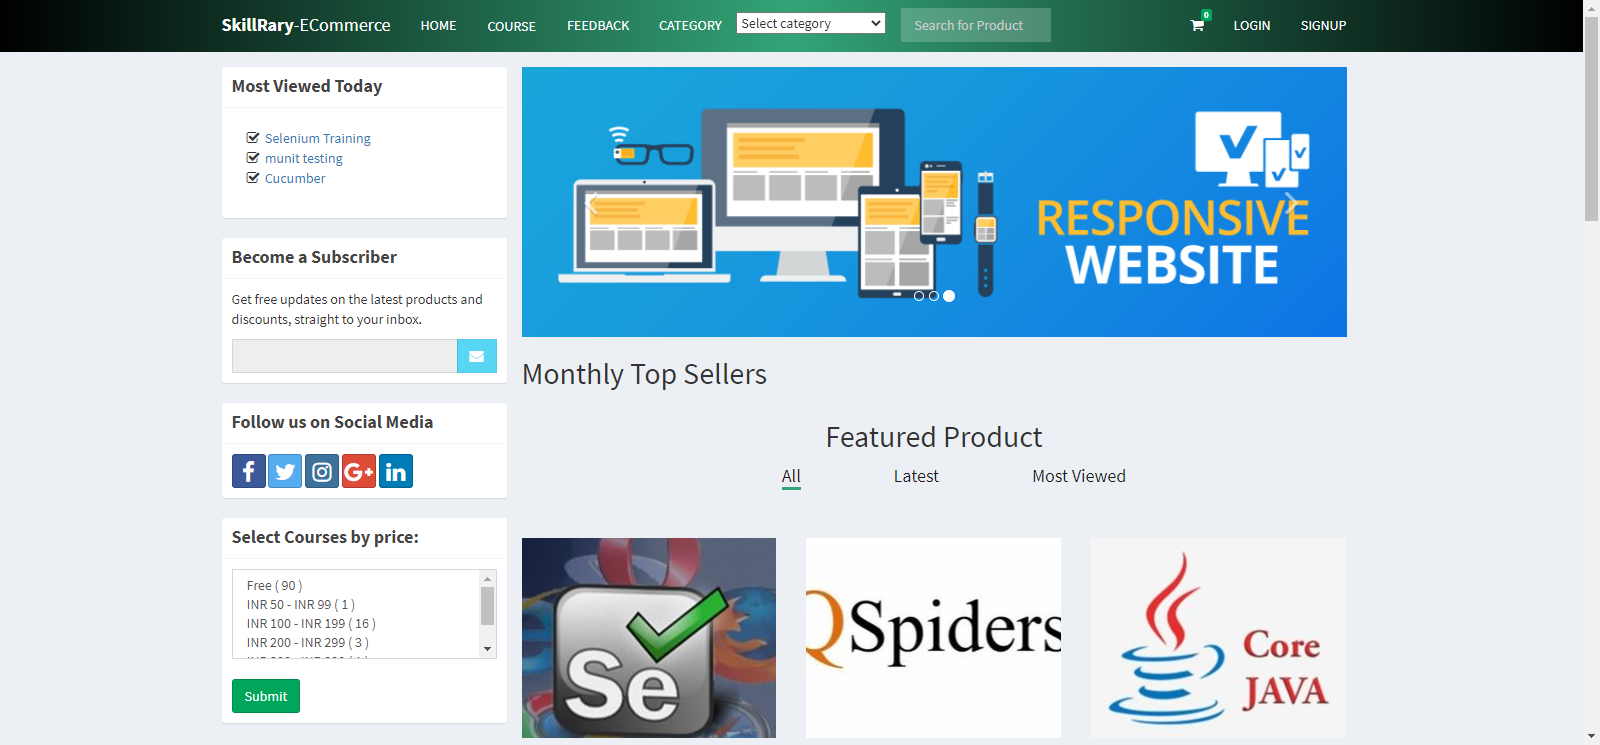 SkillRary-ECommerce HOME COURSE FEEDBACK CATEGORY Select category Search for Product 0 LOGIN SIGNUP
Most Viewed Today
Selenium Training
munit testing
Cucumber
Become a Subscriber
Get free updates on the latest products and
discounts, straight to your inbox.
Follow us on Social Media
Select Courses by price:
Free ( 90 )
INR 50 - INR 99 ( 1 )
INR 100 - INR 199 ( 16 )
INR 200 - INR 299 ( 3 )
Submit
RESPONSIVE
WEBSITE
Monthly Top Sellers
Featured Product
All Latest Most Viewed
Se
QSpiders
Core
JAVA